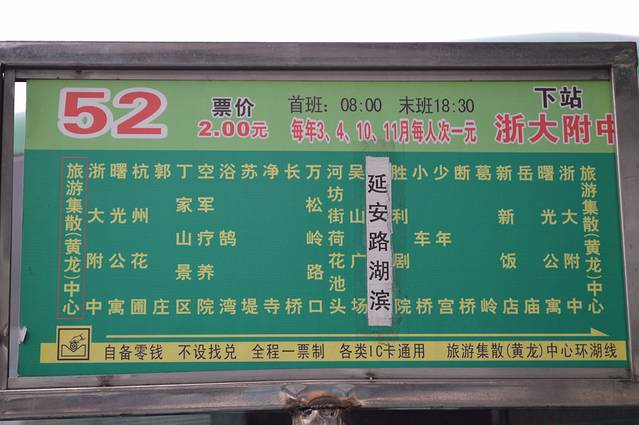 52
票价
2.00元
首班：08:00 末班18:30
每年3、4、10、11月每人次一元
下站
浙大附中
旅游集散(黄龙)中心
浙大附中
曙光公寓
杭州花圃
郭庄
丁家山景区
空军疗养院
浴鹄湾
苏堤
净寺
长桥
万松岭路口
河坊街荷花池头
吴山广场
延安路湖滨
胜利剧院
小车桥
少年宫
断桥
葛岭
新新饭店
岳庙
曙光公寓
浙大附中
旅游集散(黄龙)中心
自备零钱 不设找兑 全程一票制 各类IC卡通用 旅游集散(黄龙)中心环湖线